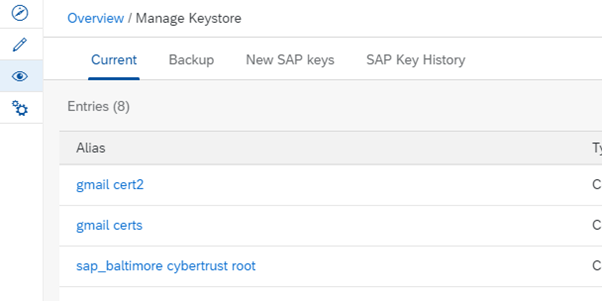 Overview / Manage Keystore
Current Backup New SAP keys SAP Key History
Entries (8)
Alias
gmail cert2
gmail certs
sap_baltimore cybertrust root